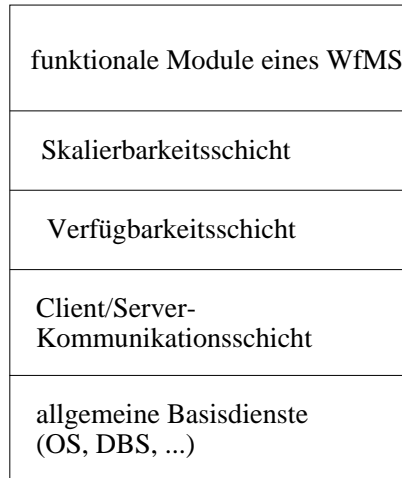 funktionale Module eines WfMS
Skalierbarkeitsschicht
Verfügbarkeitsschicht
Client/Server-
Kommunikationsschicht
allgemeine Basisdienste
(OS, DBS, ...)